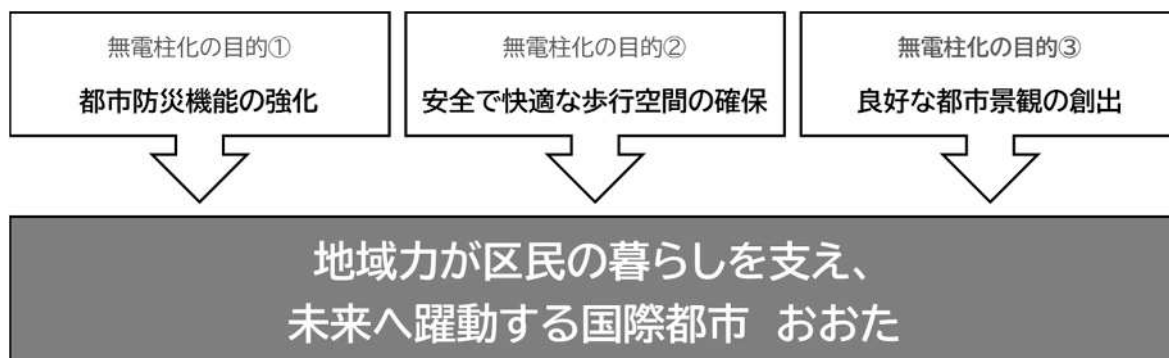 無電柱化の目的①
都市防災機能の強化
無電柱化の目的②
安全で快適な歩行空間の確保
無電柱化の目的③
良好な都市景観の創出
地域力が区民の暮らしを支え、
未来へ躍動する国際都市 おおた